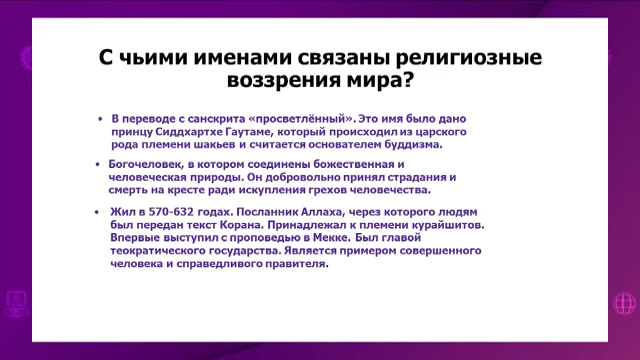 С чьими именами связаны религиозные
воззрения мира?
• В переводе с санскрита «просветлённый». Это имя было дано
принцу Сиддхартхе Гаутаме, который происходил из царского
рода племени шакьев и считается основателем буддизма.
• Богочеловек, в котором соединены божественная и
человеческая природы. Он добровольно принял страдания и
смерть на кресте ради искупления грехов человечества.
• Жил в 570-632 годах. Посланник Аллаха, через которого людям
был передан текст Корана. Принадлежал к племени курайшитов.
Впервые выступил с проповедью в Мекке. Был главой
теократического государства. Является примером совершенного
человека и справедливого правителя.